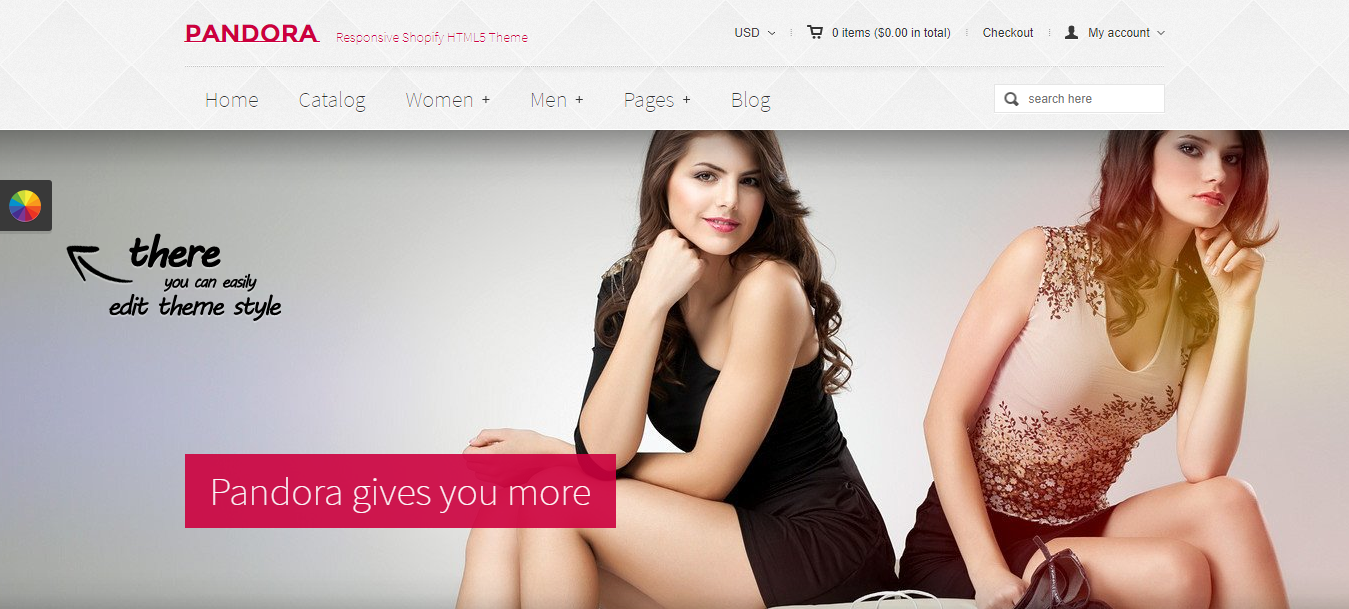 PANDORA Responsive Shopify HTML5 Theme USD 0 items ($0.00 in total) Checkout My account
Home Catalog Women + Men + Pages + Blog search here
there
you can easily
edit theme style
Pandora gives you more